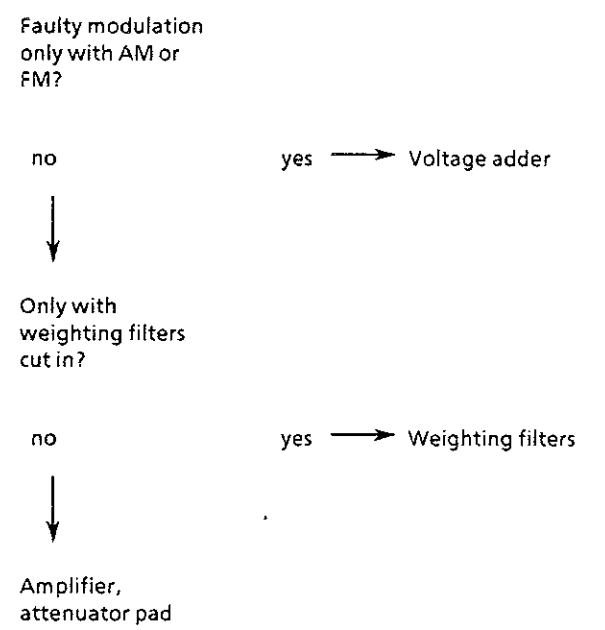 Faulty modulation
only with AM or
FM?
no
yes
Voltage adder
Only with
weighting filters
cut in?
no
yes
Weighting filters
Amplifier,
attenuator pad